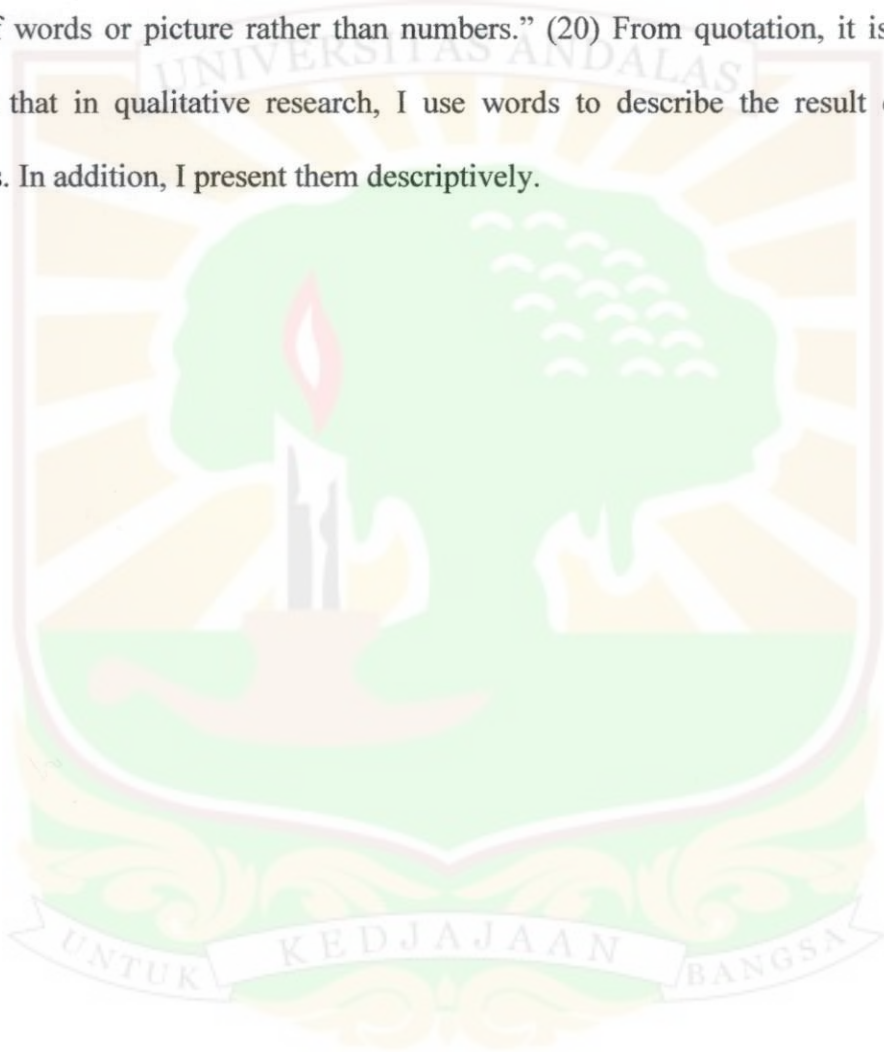 words or picture rather than numbers.” (20) From quotation, it is
UNIVERSITAS ANDALAS
that in qualitative research, I use words to describe the result
. In addition, I present them descriptively.
UNTUK KEDJAJAAN BANGSA